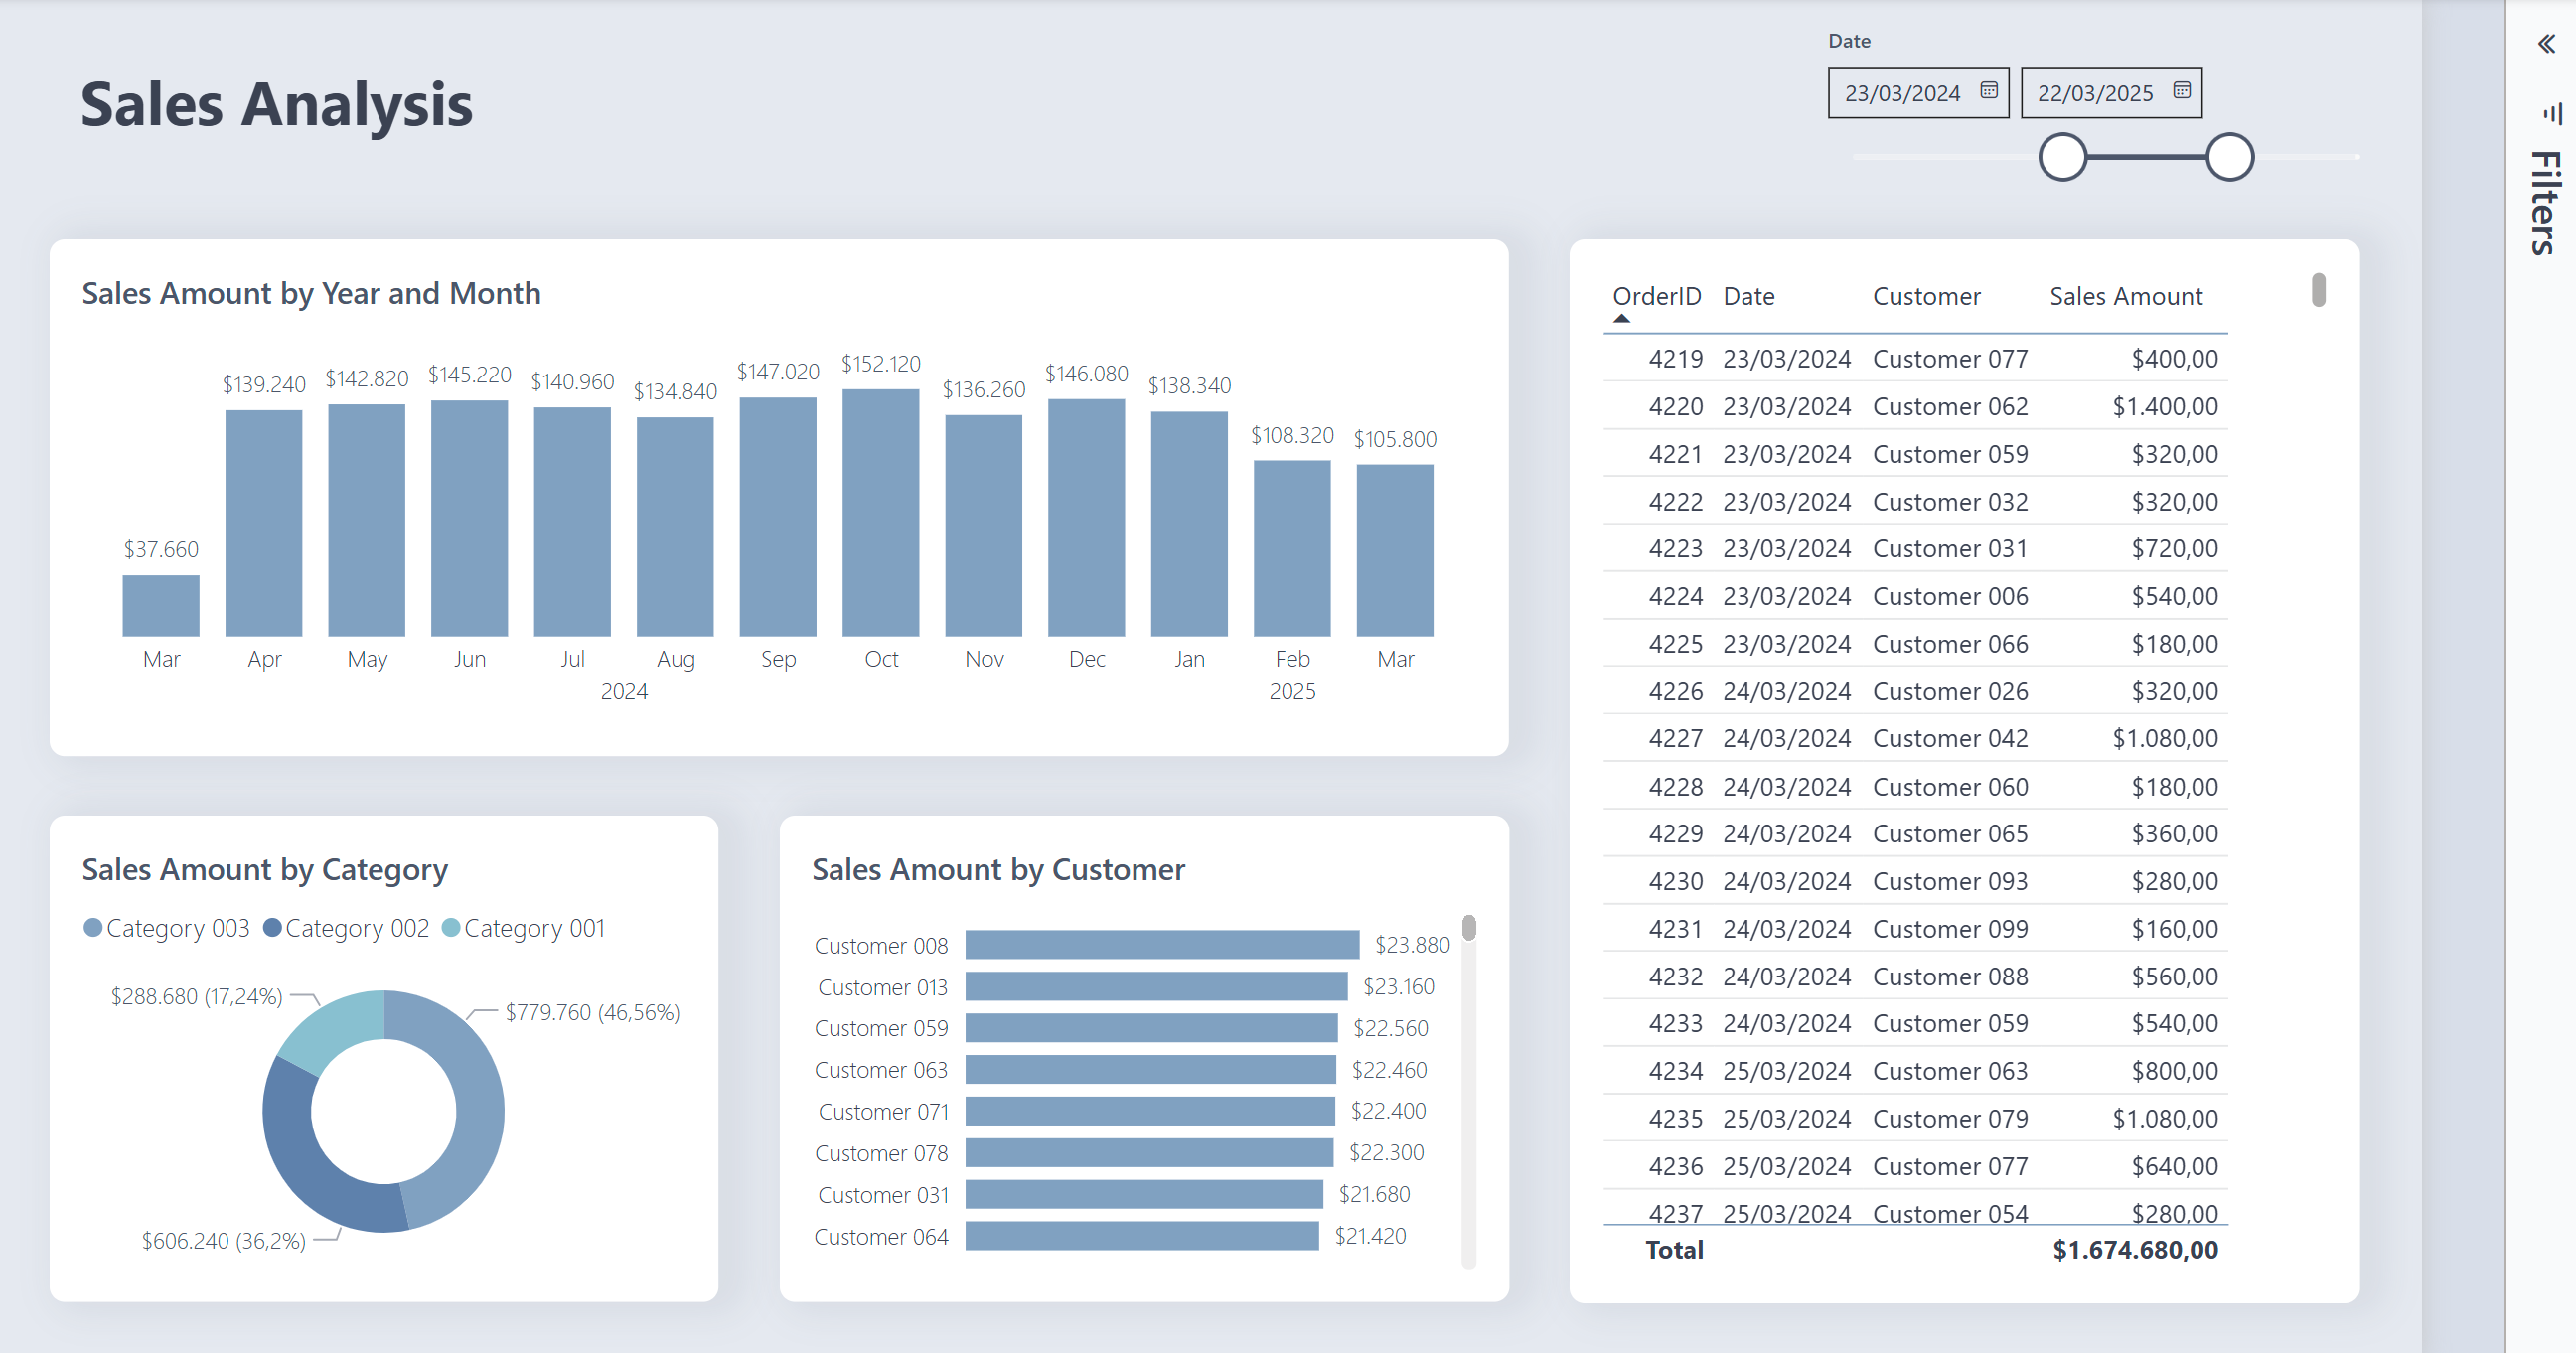 Sales Analysis
Date
23/03/2024 22/03/2025
Filters
Sales Amount by Year and Month
$37.660 $139.240 $142.820 $145.220 $140.960 $134.840 $147.020 $152.120 $136.260 $146.080 $138.340 $108.320 $105.800
Mar Apr May Jun Jul Aug Sep Oct Nov Dec Jan Feb Mar
2024 2025
Sales Amount by Category
Category 003 Category 002 Category 001
$288.680 (17,24%)
$779.760 (46,56%)
$606.240 (36,2%)
Sales Amount by Customer
Customer 008 $23.880
Customer 013 $23.160
Customer 059 $22.560
Customer 063 $22.460
Customer 071 $22.400
Customer 078 $22.300
Customer 031 $21.680
Customer 064 $21.420
OrderID Date Customer Sales Amount
4219 23/03/2024 Customer 077 $400,00
4220 23/03/2024 Customer 062 $1.400,00
4221 23/03/2024 Customer 059 $320,00
4222 23/03/2024 Customer 032 $320,00
4223 23/03/2024 Customer 031 $720,00
4224 23/03/2024 Customer 006 $540,00
4225 23/03/2024 Customer 066 $180,00
4226 24/03/2024 Customer 026 $320,00
4227 24/03/2024 Customer 042 $1.080,00
4228 24/03/2024 Customer 060 $180,00
4229 24/03/2024 Customer 065 $360,00
4230 24/03/2024 Customer 093 $280,00
4231 24/03/2024 Customer 099 $160,00
4232 24/03/2024 Customer 088 $560,00
4233 24/03/2024 Customer 059 $540,00
4234 25/03/2024 Customer 063 $800,00
4235 25/03/2024 Customer 079 $1.080,00
4236 25/03/2024 Customer 077 $640,00
4237 25/03/2024 Customer 054 $280,00
Total $1.674.680,00